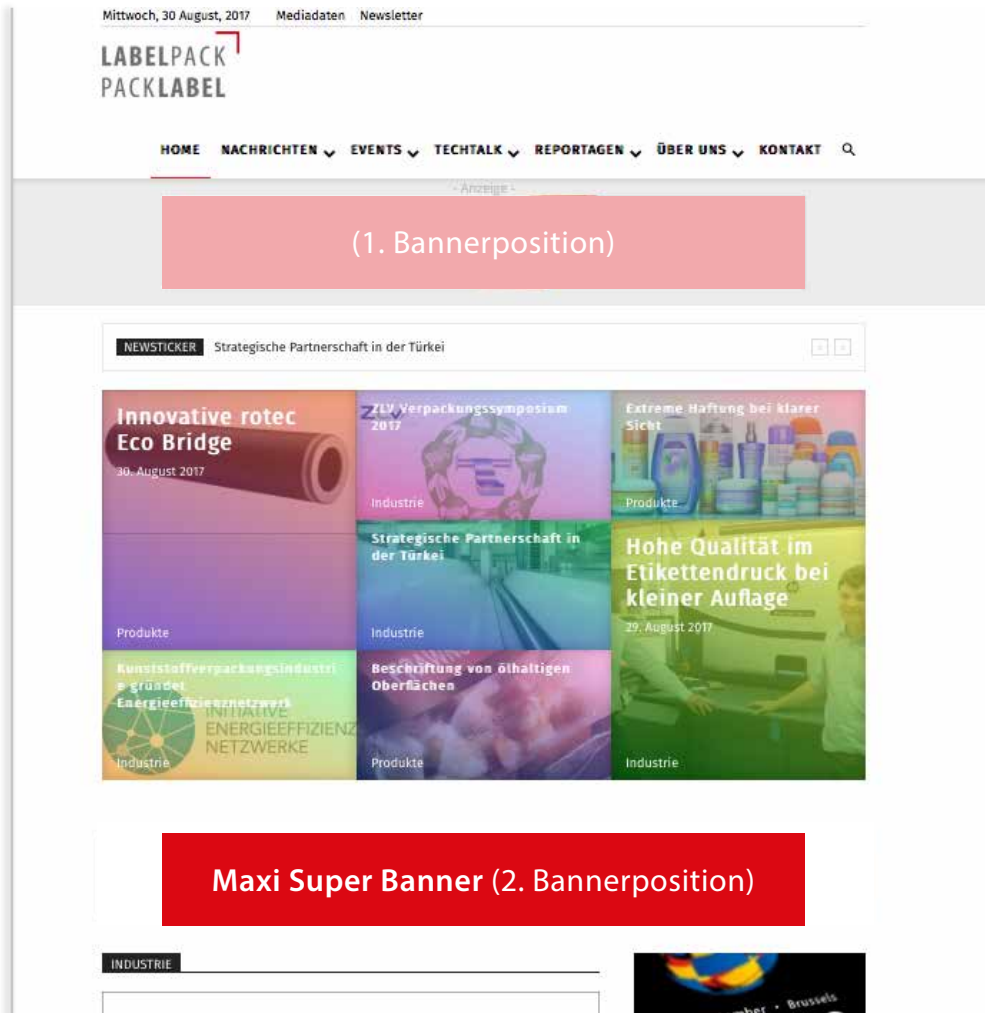 Mittwoch, 30 August, 2017 Mediadaten Newsletter
LABELPACK
PACKLABEL
HOME NACHRICHTEN EVENTS TECHTALK REPORTAGEN ÜBER UNS KONTAKT
- Anzeige -
(1. Bannerposition)
NEWSTICKER Strategische Partnerschaft in der Türkei
Innovative rotec
Eco Bridge
30. August 2017
Produkte
ZLV
ZLV Verpackungssymposium
2017
Industrie
Extreme Haftung bei klarer
Sicht
Produkte
Strategische Partnerschaft in
der Türkei
Industrie
Hohe Qualität im
Etikettendruck bei
kleiner Auflage
29. August 2017
Industrie
Kunststoffverpackungsindustri
e gründet
Energieeffizienznetzwerk
INITIATIVE
ENERGIEEFFIZIENZ
NETZWERKE
Industrie
Beschriftung von ölhaltigen
Oberflächen
Produkte
Maxi Super Banner (2. Bannerposition)
INDUSTRIE
Brussels